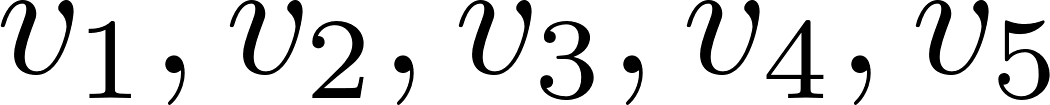 v₁, v₂, v₃, v₄, v₅